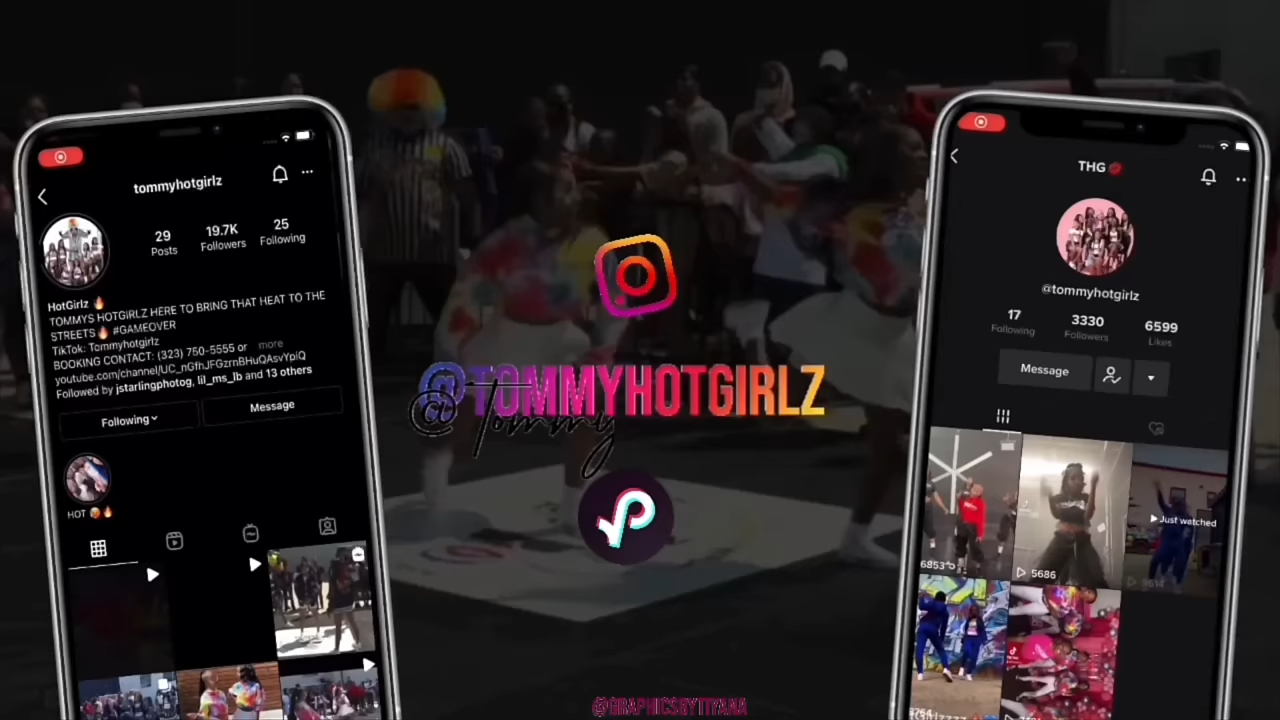 tommyhotgirlz
29 19.7K 25
Posts Followers Following
HotGirlz 🔥
TOMMYS HOTGIRLZ HERE TO BRING THAT HEAT TO THE
STREETS🔥 #GAMEOVER
TikTok: Tommyhotgirlz
BOOKING CONTACT: (323) 750-5555 or more
Followed by jstarlingphotog, lil_ms_lb and 13 others
Following Message
HOT 🥵🔥
@TOMMYHOTGIRLZ
@Tommy
THG💋
@tommyhotgirlz
17 3330 6599
Following Followers Likes
Message
Just watched
6853
5686
@GRAPHICSBYTIYANA